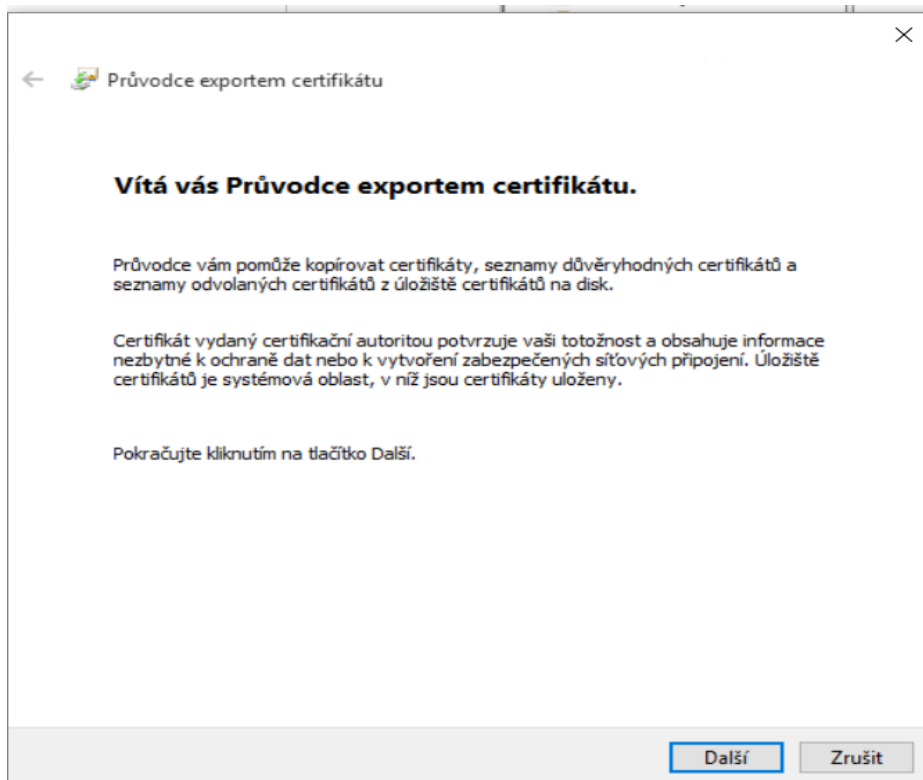 Průvodce exportem certifikátu
Vítá vás Průvodce exportem certifikátu.
Průvodce vám pomůže kopírovat certifikáty, seznamy důvěryhodných certifikátů a
seznamy odvolaných certifikátů z úložiště certifikátů na disk.
Certifikát vydaný certifikační autoritou potvrzuje vaši totožnost a obsahuje informace
nezbytné k ochraně dat nebo k vytvoření zabezpečených síťových připojení. Úložiště
certifikátů je systémová oblast, v níž jsou certifikáty uloženy.
Pokračujte kliknutím na tlačítko Další.
Další
Zrušit